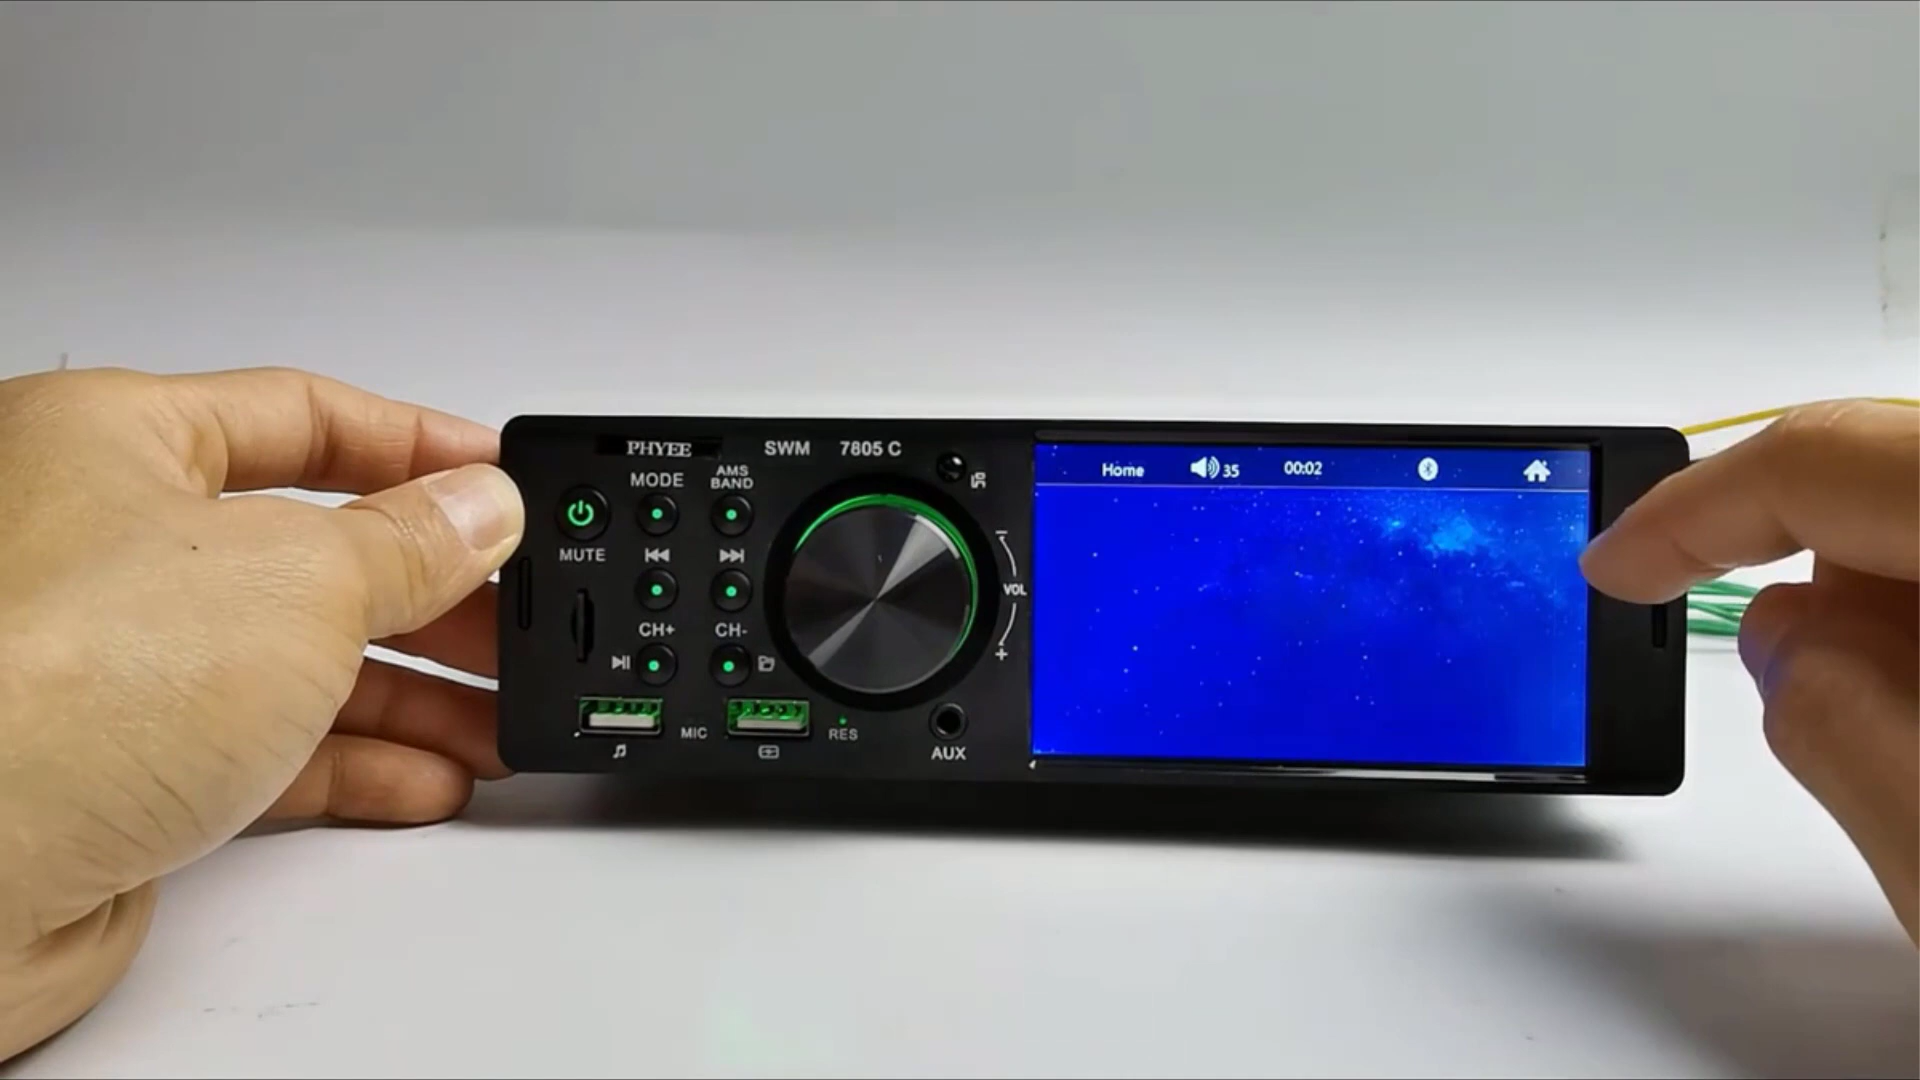 PHYEE SWM 7805 C
MODE AMS BAND
MUTE
CH+ CH-
VOL
MIC RES
AUX
Home 35 00:02